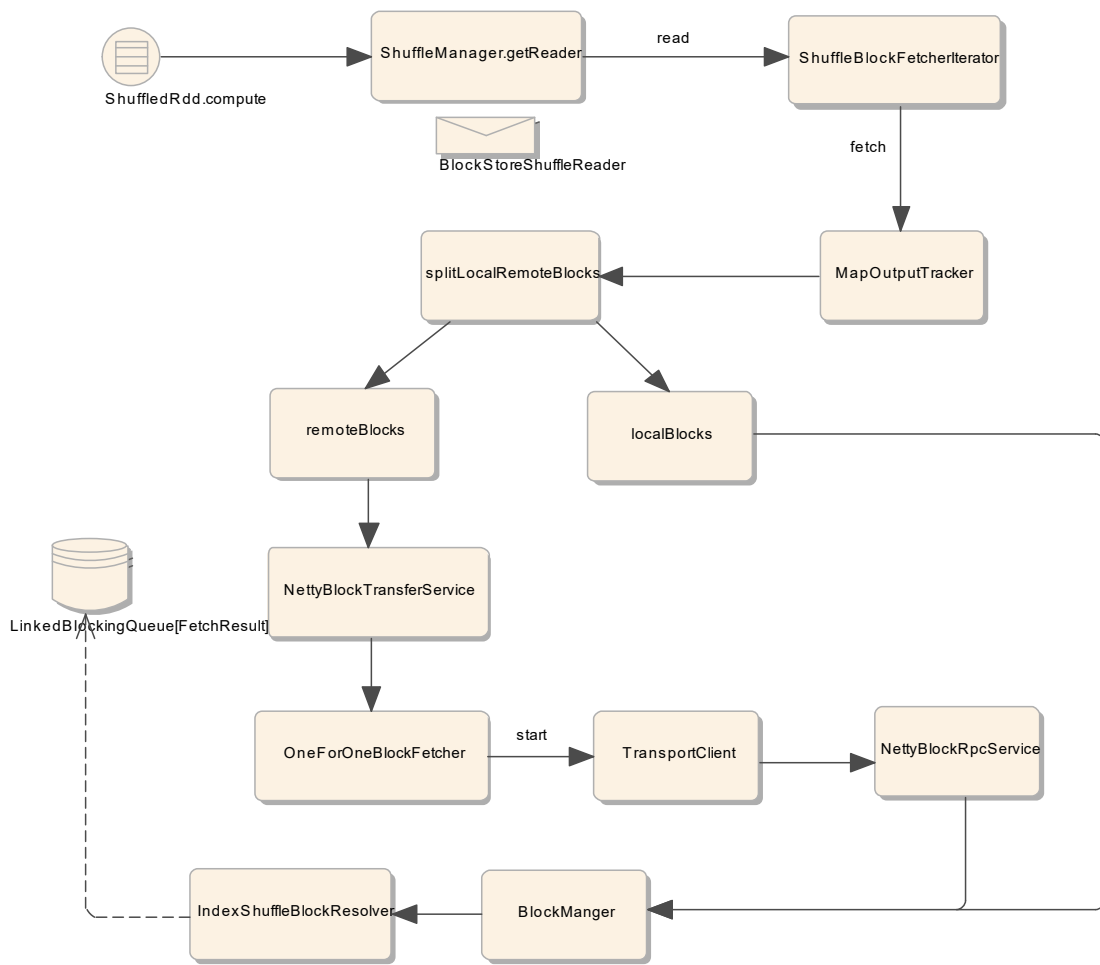 ShuffledRdd.compute
ShuffleManager.getReader
read
ShuffleBlockFetcherIterator
BlockStoreShuffleReader
fetch
splitLocalRemoteBlocks
MapOutputTracker
remoteBlocks
localBlocks
NettyBlockTransferService
LinkedBlockingQueue[FetchResult]
OneForOneBlockFetcher
start
TransportClient
NettyBlockRpcService
IndexShuffleBlockResolver
BlockManger